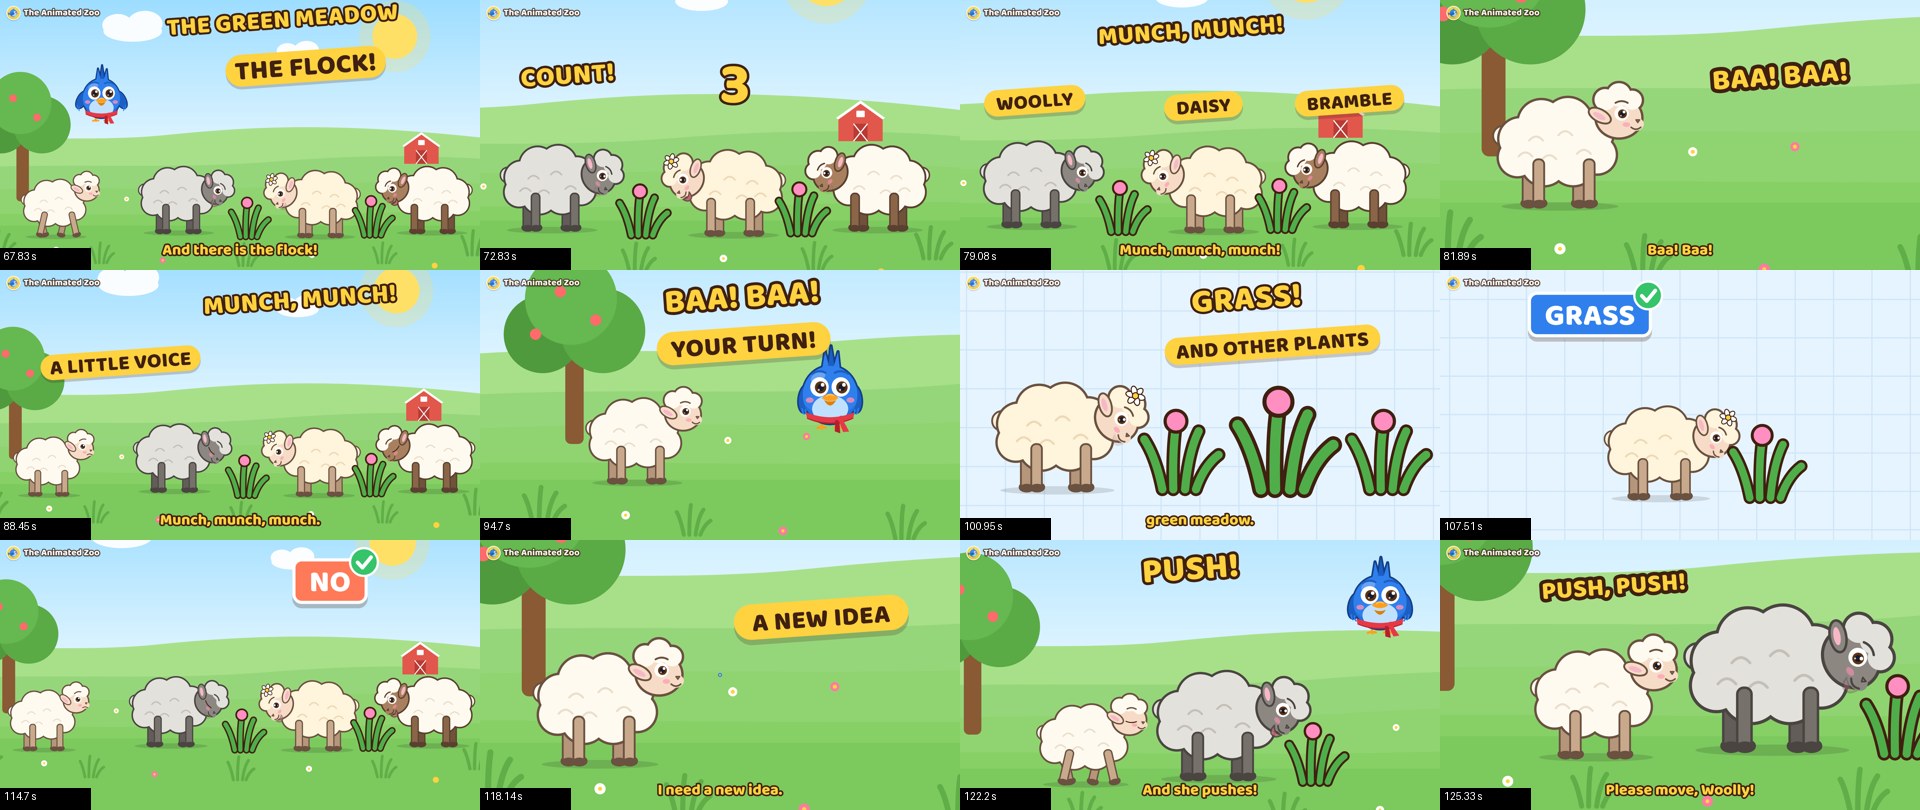 The Animated Zoo
THE GREEN MEADOW
THE FLOCK!
And there is the flock!
67.83 s
The Animated Zoo
COUNT!
3
72.83 s
The Animated Zoo
MUNCH, MUNCH!
WOOLLY
DAISY
BRAMBLE
Munch, munch, munch!
79.08 s
The Animated Zoo
BAA! BAA!
Baa! Baa!
81.89 s
The Animated Zoo
MUNCH, MUNCH!
A LITTLE VOICE
Munch, munch, munch.
88.45 s
The Animated Zoo
BAA! BAA!
YOUR TURN!
94.7 s
The Animated Zoo
GRASS!
AND OTHER PLANTS
green meadow.
100.95 s
The Animated Zoo
GRASS
107.51 s
The Animated Zoo
NO
114.7 s
The Animated Zoo
A NEW IDEA
I need a new idea.
118.14 s
The Animated Zoo
PUSH!
And she pushes!
122.2 s
The Animated Zoo
PUSH, PUSH!
Please move, Woolly!
125.33 s